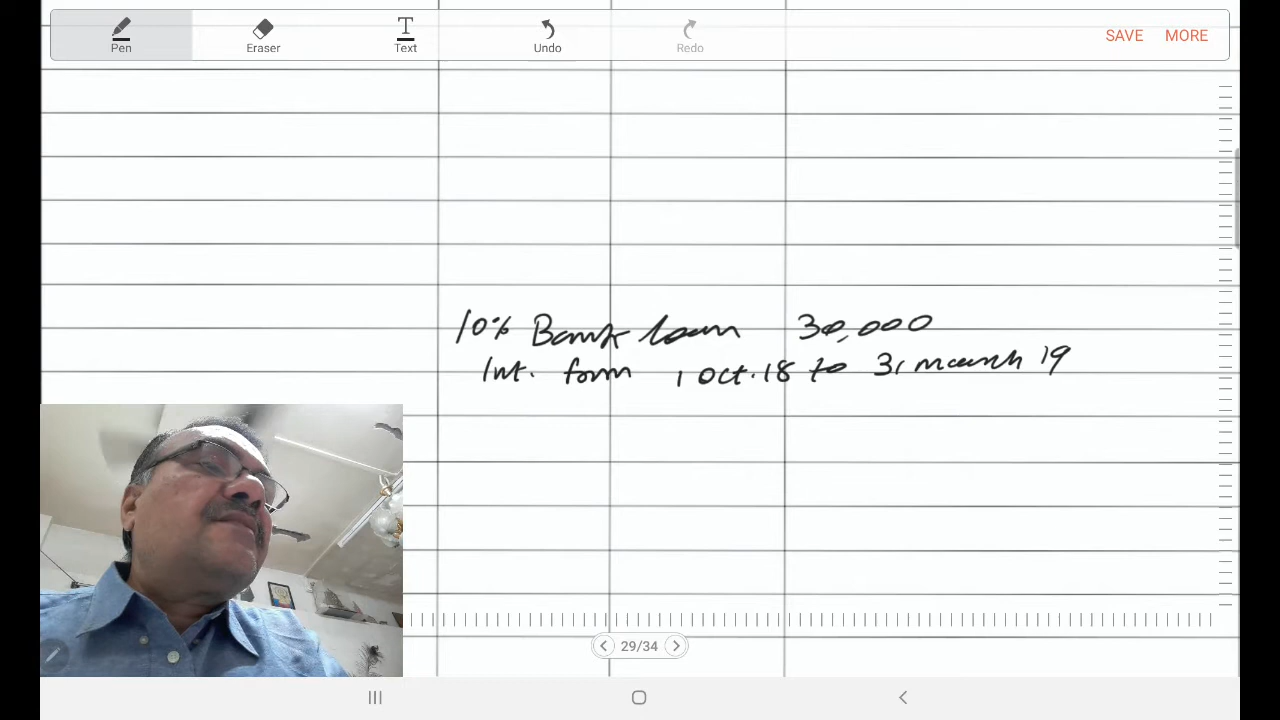 Pen Eraser Text Undo Redo SAVE MORE
10% Bank loan 30,000
Int. form 1 Oct. 18 to 31 march 19
29/34